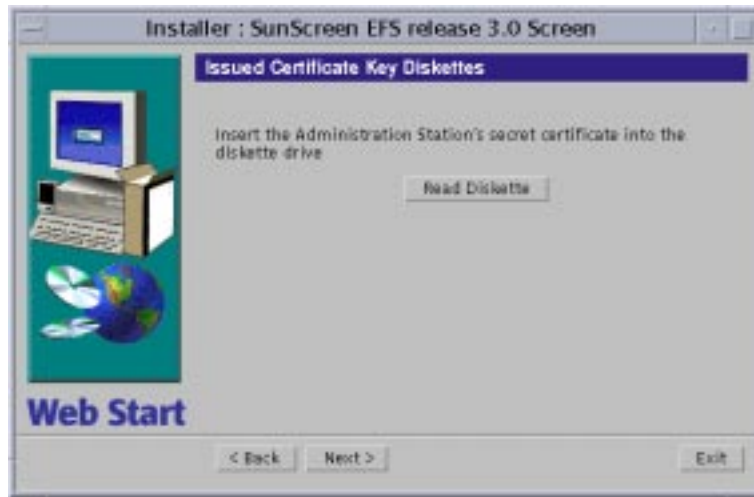 Installer : SunScreen EFS release 3.0 Screen
Issued Certificate Key Diskettes
Insert the Administration Station's secret certificate into the
diskette drive
Read Diskette
Web Start
< Back Next > Exit